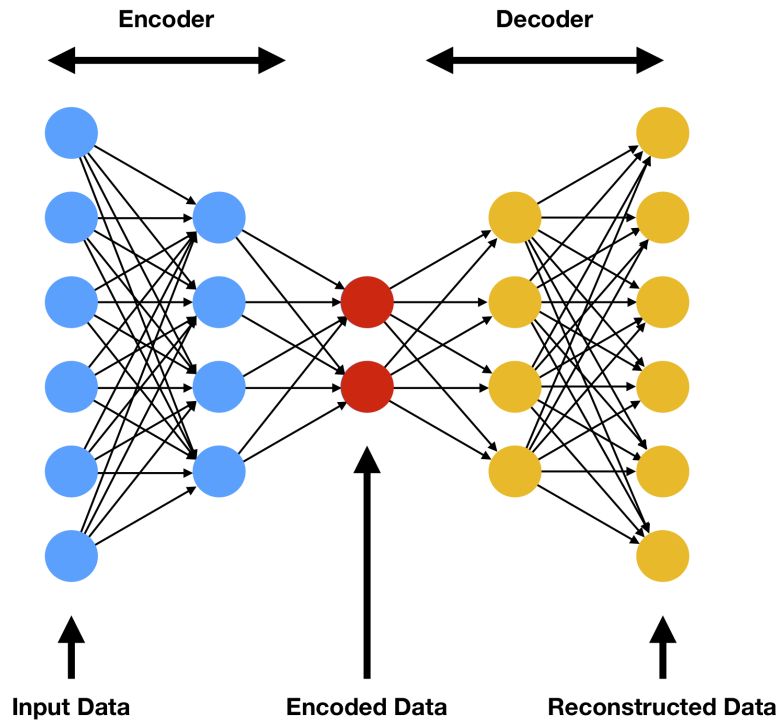 Encoder
Decoder
Input Data
Encoded Data
Reconstructed Data